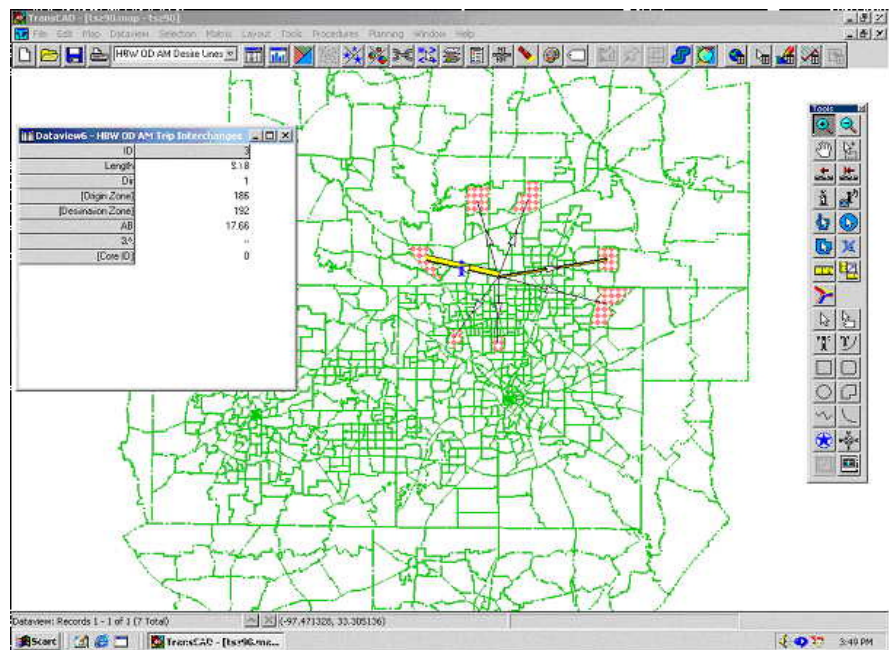 TransCAD - [tsz90.map - tsz90]
File Edit Map Dataview Selection Matrix Layout Tools Procedures Planning Window Help
HBW OD AM Desire Lines
Dataview6 - HBW OD AM Trip Interchanges
ID 3
Length
Dir 1
[Origin Zone] 186
[Destination Zone] 192
AB 17.66
--
[Core ID] 0
Tools
Dataview: Records 1 - 1 of 1 (7 Total) (-97.471328, 33.305136)
Start TransCAD - [tsz90.ma... 3:49 PM